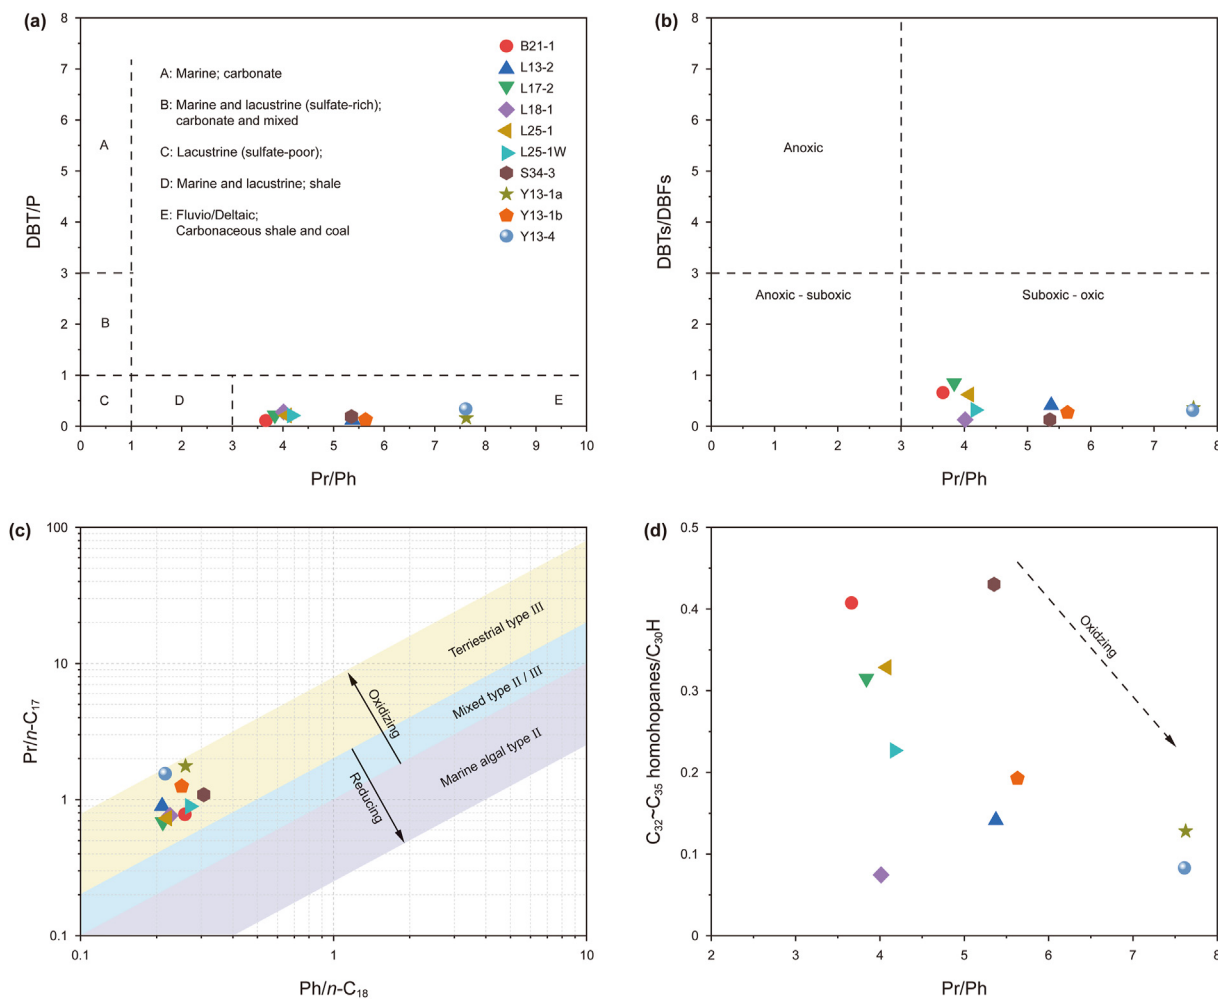 (a)
8
7
6
5
4
3
2
1
0
DBT/P
A: Marine; carbonate
B: Marine and lacustrine (sulfate-rich);
carbonate and mixed
C: Lacustrine (sulfate-poor);
D: Marine and lacustrine; shale
E: Fluvio/Deltaic;
Carbonaceous shale and coal
B21-1
L13-2
L17-2
L18-1
L25-1
L25-1W
S34-3
Y13-1a
Y13-1b
Y13-4
A
B
C
D
E
0 1 2 3 4 5 6 7 8 9 10
Pr/Ph
(b)
8
7
6
5
4
3
2
1
0
DBTs/DBFs
Anoxic
Anoxic - suboxic
Suboxic - oxic
0 1 2 3 4 5 6 7 8
Pr/Ph
(c)
100
10
1
0.1
Pr/n-C17
Terriestrial type III
Mixed type II / III
Marine algal type II
Oxidizing
Reducing
0.1 1 10
Ph/n-C18
(d)
0.5
0.4
0.3
0.2
0.1
0
C32~C35 homohopanes/C30H
Oxidzing
2 3 4 5 6 7 8
Pr/Ph